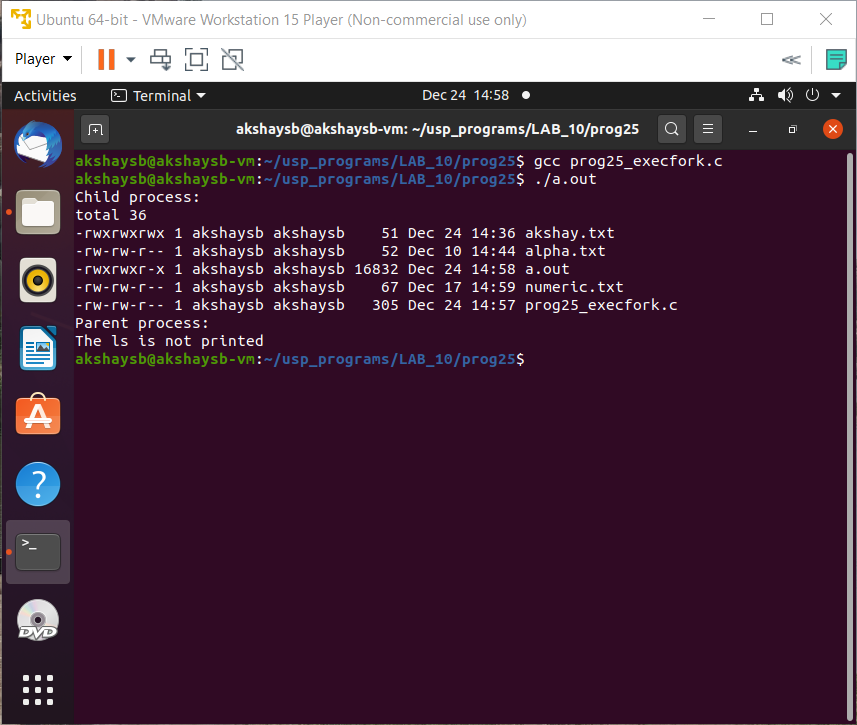 Ubuntu 64-bit - VMware Workstation 15 Player (Non-commercial use only)
Player
Activities
Terminal
Dec 24 14:58
akshaysb@akshaysb-vm: ~/usp_programs/LAB_10/prog25
akshaysb@akshaysb-vm:~/usp_programs/LAB_10/prog25$ gcc prog25_execfork.c
akshaysb@akshaysb-vm:~/usp_programs/LAB_10/prog25$ ./a.out
Child process:
total 36
-rwxrwxrwx 1 akshaysb akshaysb    51 Dec 24 14:36 akshay.txt
-rw-rw-r-- 1 akshaysb akshaysb    52 Dec 10 14:44 alpha.txt
-rwxrwxr-x 1 akshaysb akshaysb 16832 Dec 24 14:58 a.out
-rw-rw-r-- 1 akshaysb akshaysb    67 Dec 17 14:59 numeric.txt
-rw-rw-r-- 1 akshaysb akshaysb   305 Dec 24 14:57 prog25_execfork.c
Parent process:
The ls is not printed
akshaysb@akshaysb-vm:~/usp_programs/LAB_10/prog25$
>_
DVD